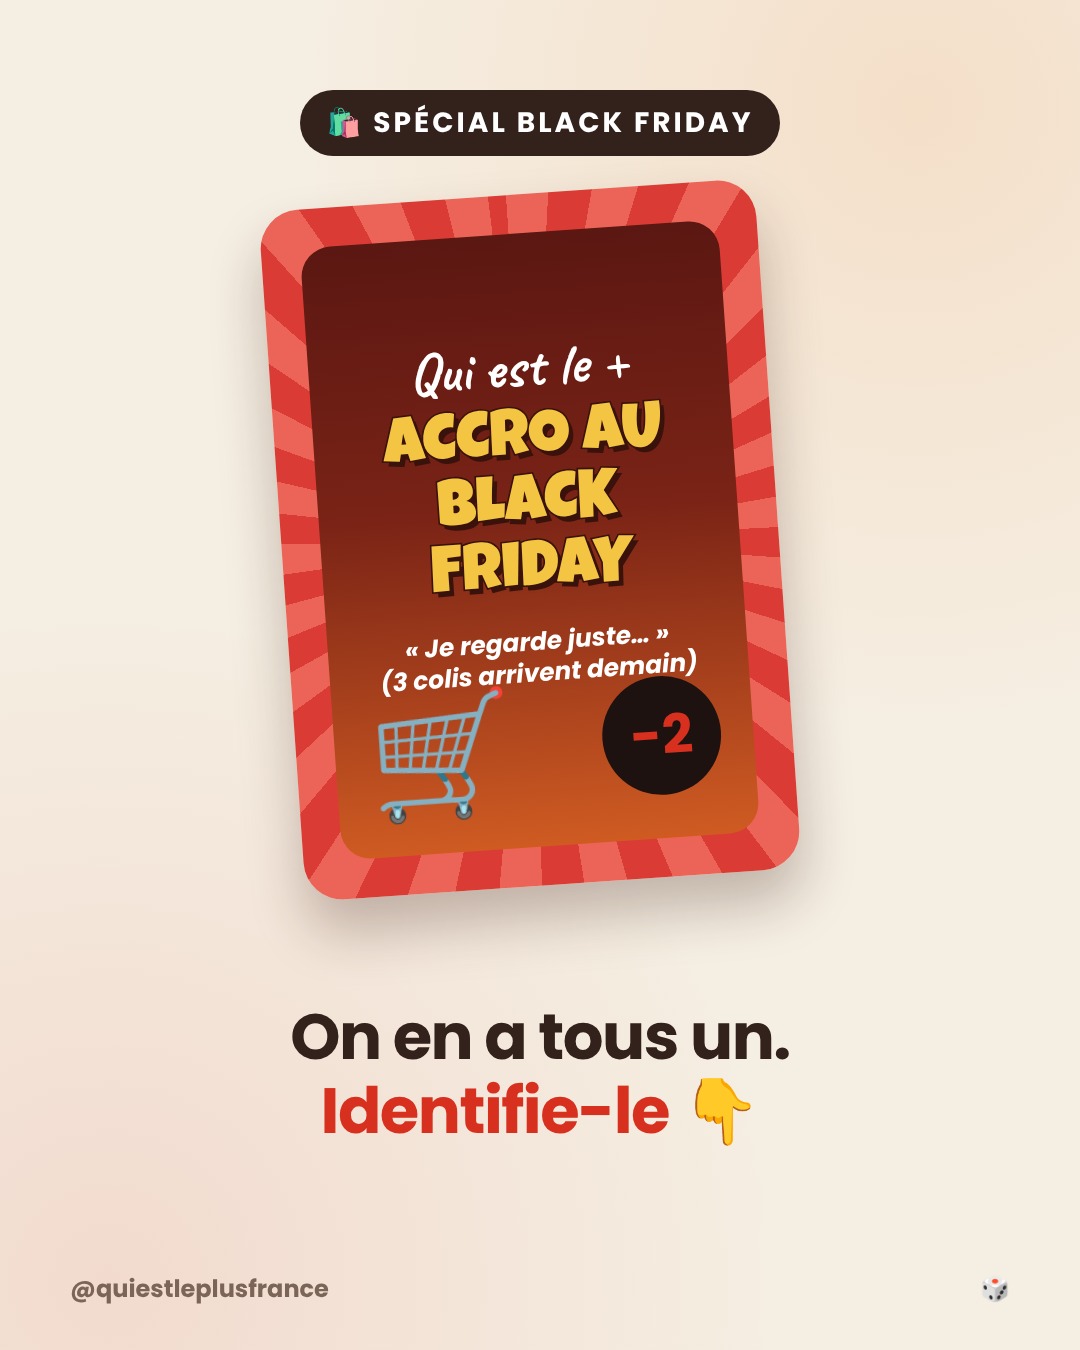 SPÉCIAL BLACK FRIDAY
Qui est le +
ACCRO AU
BLACK
FRIDAY
« Je regarde juste... »
(3 colis arrivent demain)
-2
On en a tous un.
Identifie-le 👇
@quiestleplusfrance